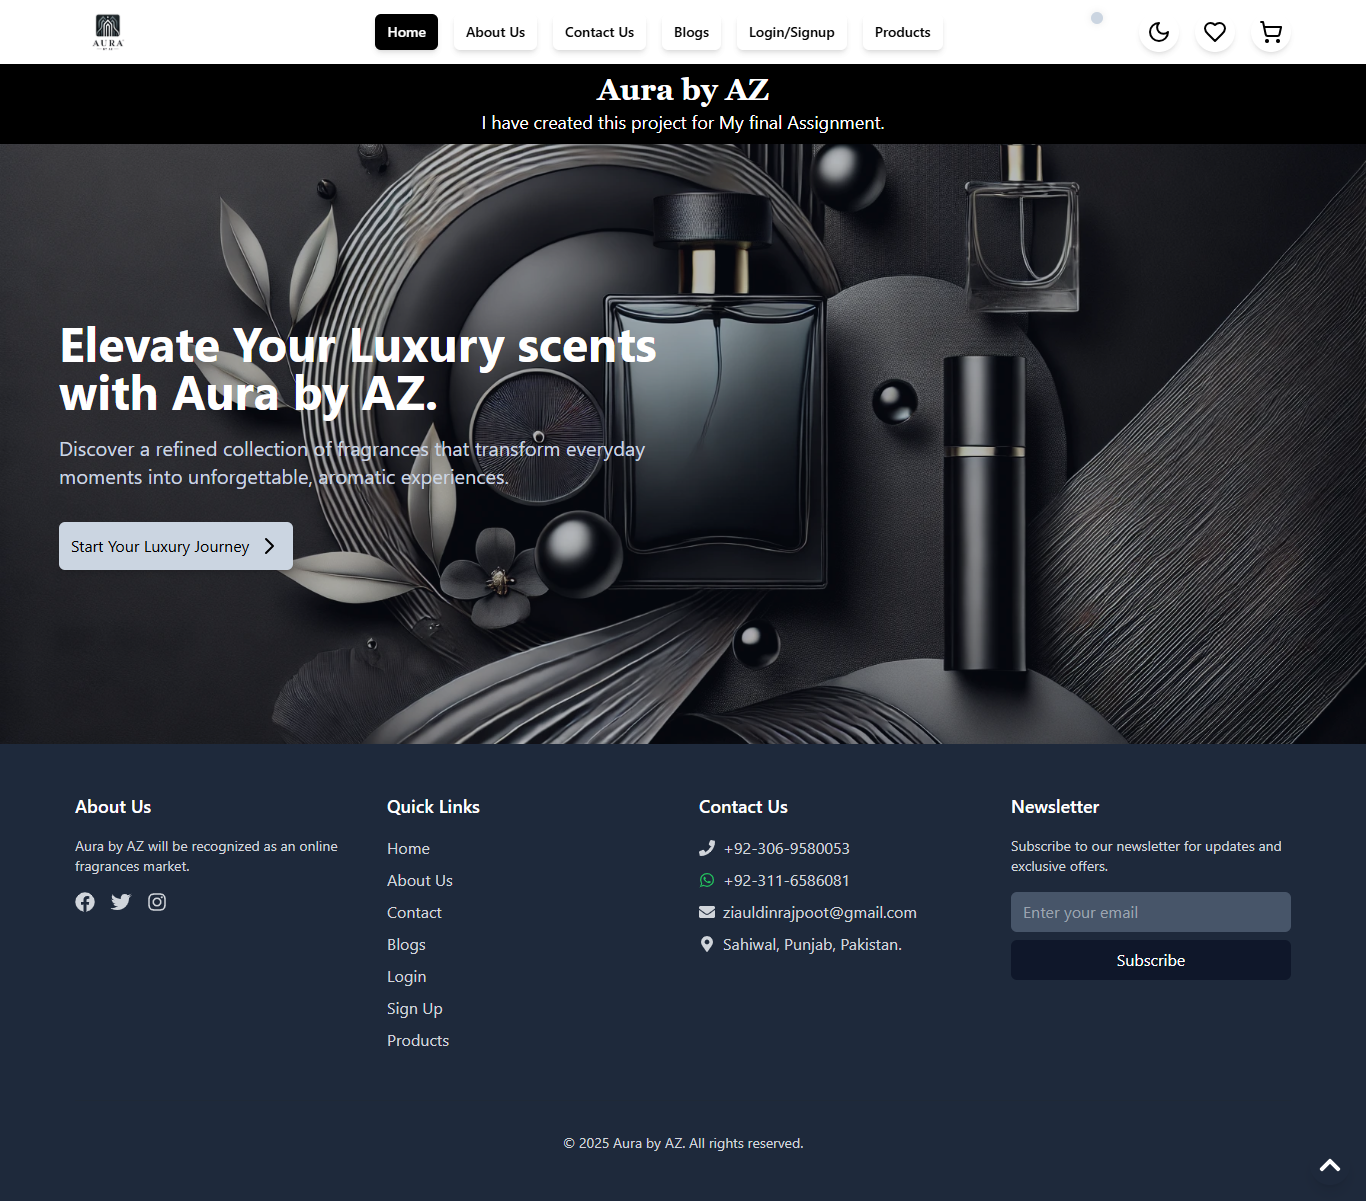 AURA
Home
About Us
Contact Us
Blogs
Login/Signup
Products
Aura by AZ
I have created this project for My final Assignment.
Elevate Your Luxury scents
with Aura by AZ.
Discover a refined collection of fragrances that transform everyday
moments into unforgettable, aromatic experiences.
Start Your Luxury Journey
About Us
Aura by AZ will be recognized as an online
fragrances market.
Quick Links
Home
About Us
Contact
Blogs
Login
Sign Up
Products
Contact Us
+92-306-9580053
+92-311-6586081
ziauldinrajpoot@gmail.com
Sahiwal, Punjab, Pakistan.
Newsletter
Subscribe to our newsletter for updates and
exclusive offers.
Enter your email
Subscribe
© 2025 Aura by AZ. All rights reserved.